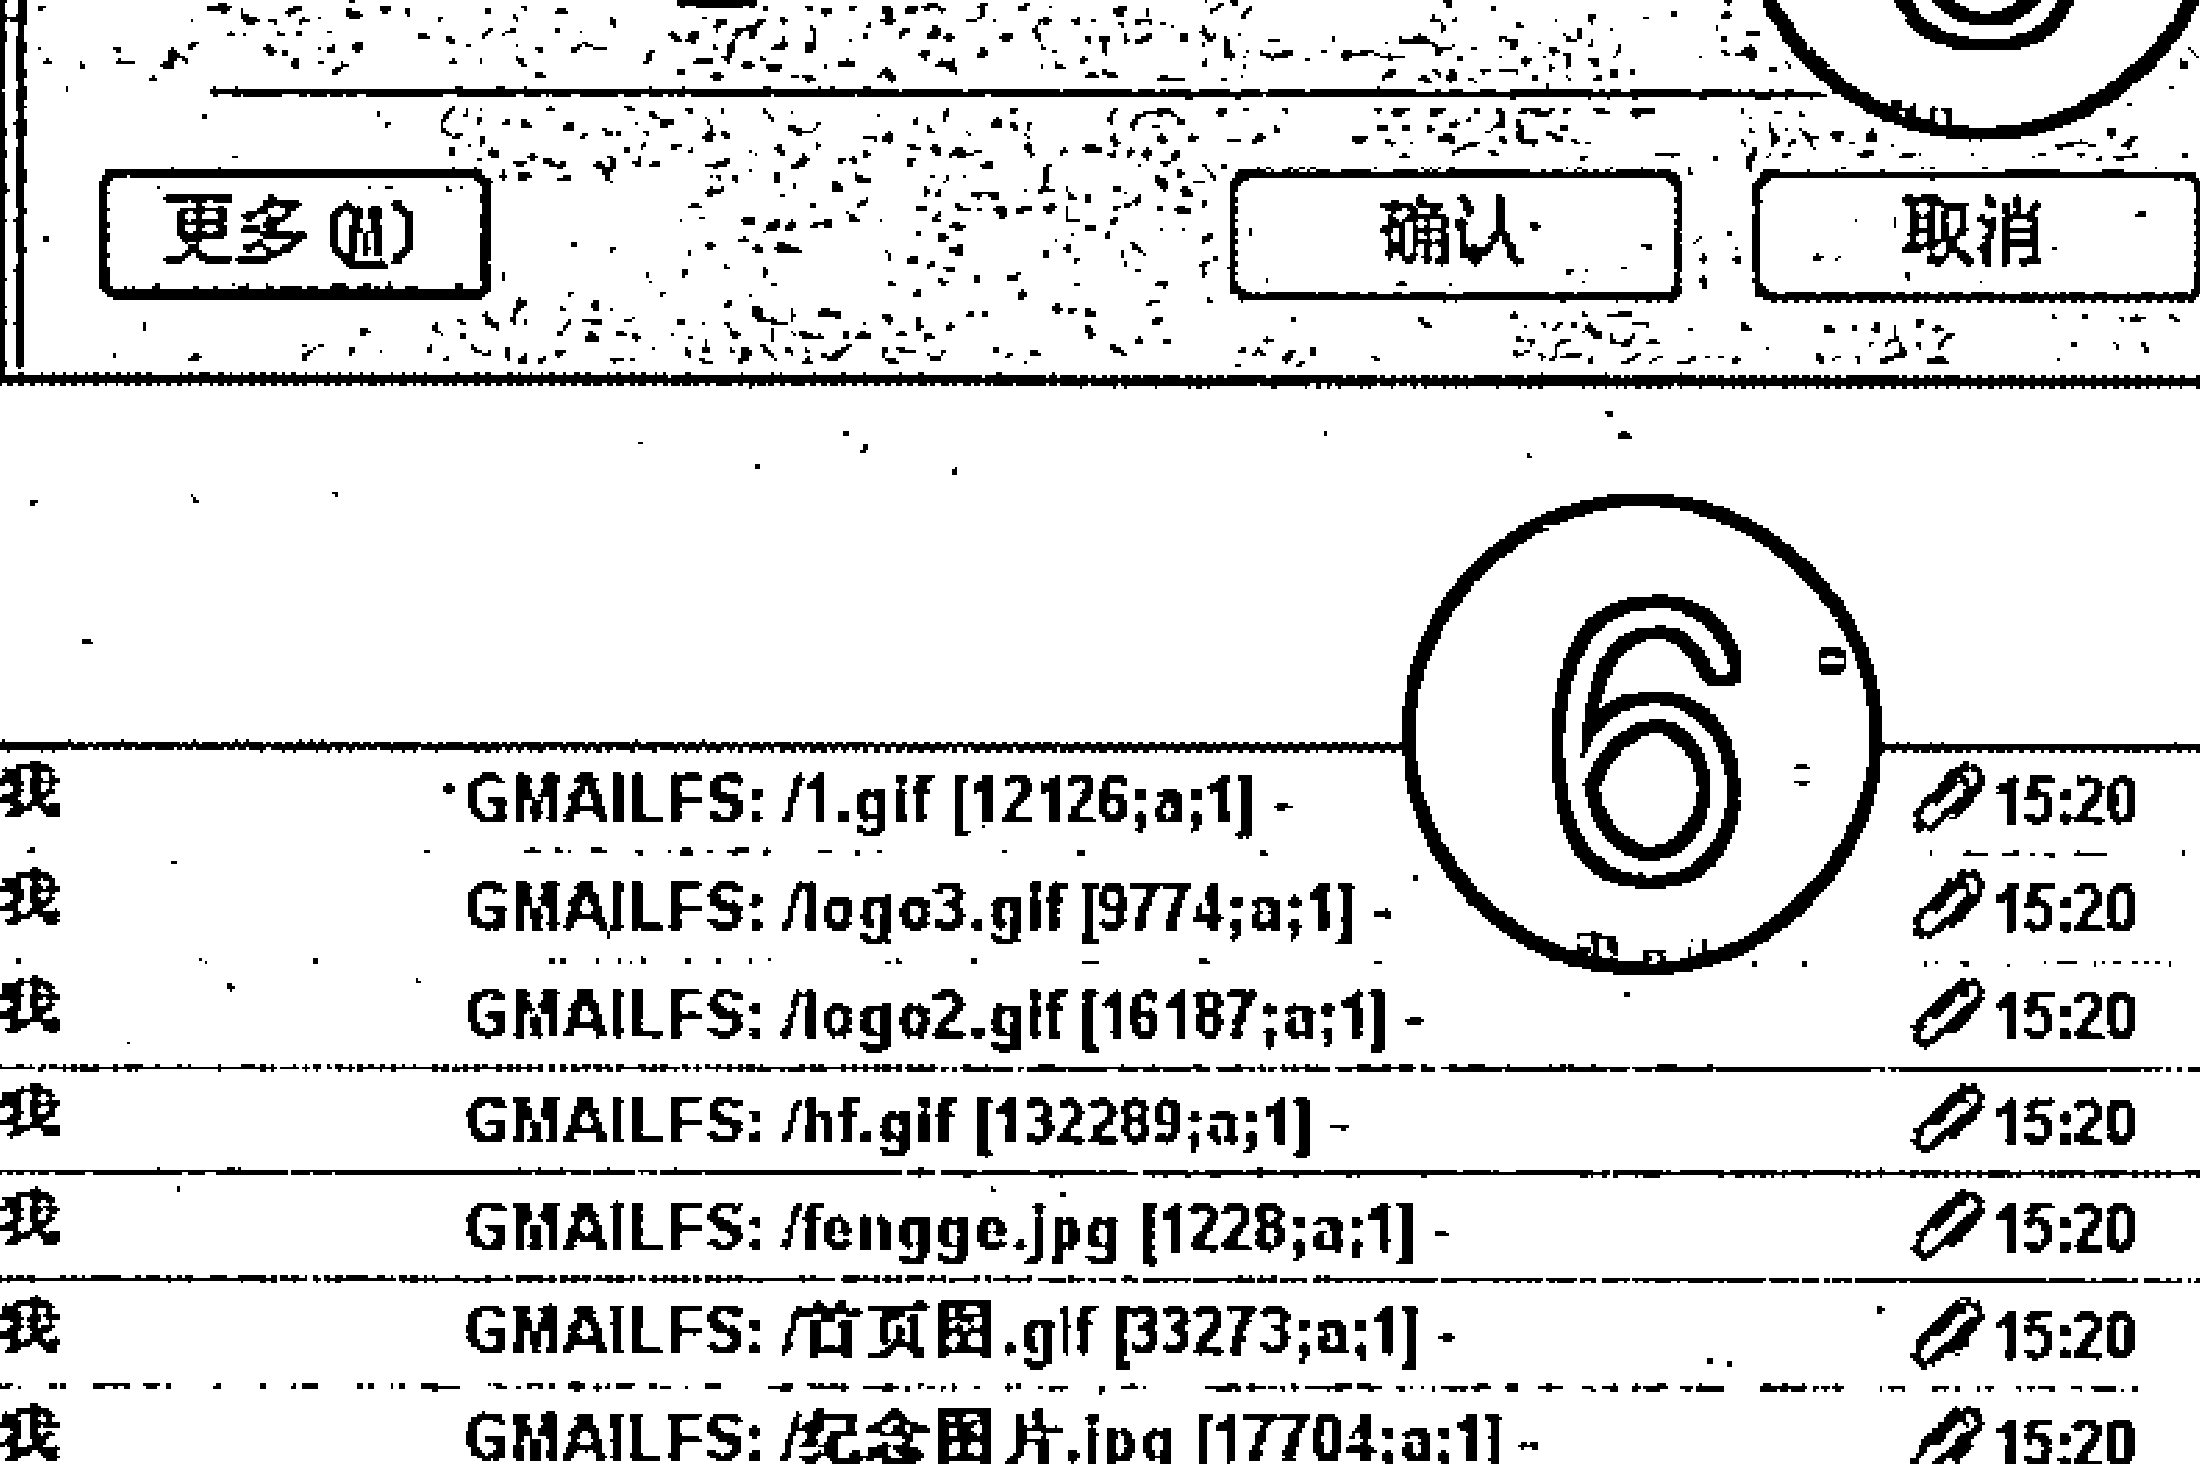 更多(M) 确认 取消
6
我 GMAILFS: /1.gif [12126;a;1] - 15:20
我 GMAILFS: /logo3.gif [9774;a;1] - 15:20
我 GMAILFS: /logo2.gif [16187;a;1] - 15:20
我 GMAILFS: /hf.gif [132289;a;1] - 15:20
我 GMAILFS: /fengge.jpg [1228;a;1] - 15:20
我 GMAILFS: /首页图.gif [33273;a;1] - 15:20
我 GMAILFS: /纪念图片.jpg [17704;a;1] - 15:20